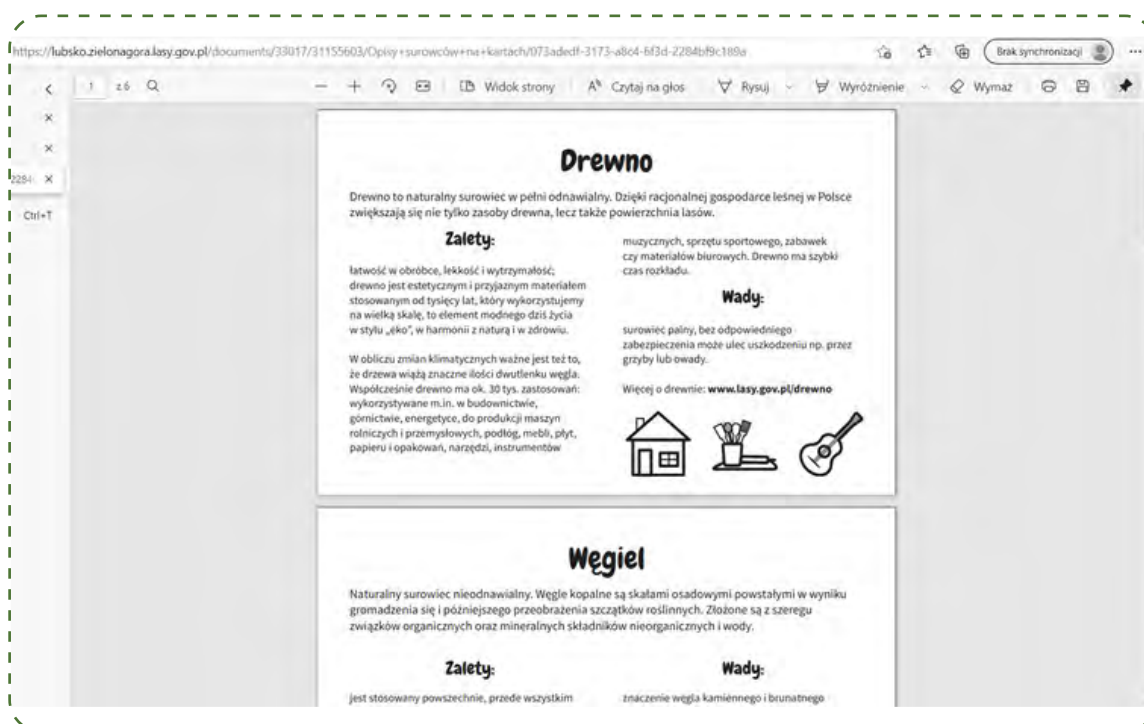 https://lubsko.zielonagora.lasy.gov.pl/documents/33017/31155603/Opisy+surowców+na+kartach/073adedf-3173-a8c4-6f3d-2284bf9c189a
Brak synchronizacji
1 z 6
Widok strony
Czytaj na głos
Rysuj
Wyróżnienie
Wymaż
2284
Ctrl+T
Drewno
Drewno to naturalny surowiec w pełni odnawialny. Dzięki racjonalnej gospodarce leśnej w Polsce
zwiększają się nie tylko zasoby drewna, lecz także powierzchnia lasów.
Zalety:
łatwość w obróbce, lekkość i wytrzymałość;
drewno jest estetycznym i przyjaznym materiałem
stosowanym od tysięcy lat, który wykorzystujemy
na wielką skalę, to element modnego dziś życia
w stylu „eko”, w harmonii z naturą i w zdrowiu.
W obliczu zmian klimatycznych ważne jest też to,
że drzewa wiążą znaczne ilości dwutlenku węgla.
Współcześnie drewno ma ok. 30 tys. zastosowań:
wykorzystywane m.in. w budownictwie,
górnictwie, energetyce, do produkcji maszyn
rolniczych i przemysłowych, podłóg, mebli, płyt,
papieru i opakowań, narzędzi, instrumentów
muzycznych, sprzętu sportowego, zabawek
czy materiałów biurowych. Drewno ma szybki
czas rozkładu.
Wady:
surowiec palny, bez odpowiedniego
zabezpieczenia może ulec uszkodzeniu np. przez
grzyby lub owady.
Więcej o drewnie: www.lasy.gov.pl/drewno
Węgiel
Naturalny surowiec nieodnawialny. Węgle kopalne są skałami osadowymi powstałymi w wyniku
gromadzenia się i późniejszego przeobrażenia szczątków roślinnych. Złożone są z szeregu
związków organicznych oraz mineralnych składników nieorganicznych i wody.
Zalety:
jest stosowany powszechnie, przede wszystkim
Wady:
znaczenie węgla kamiennego i brunatnego